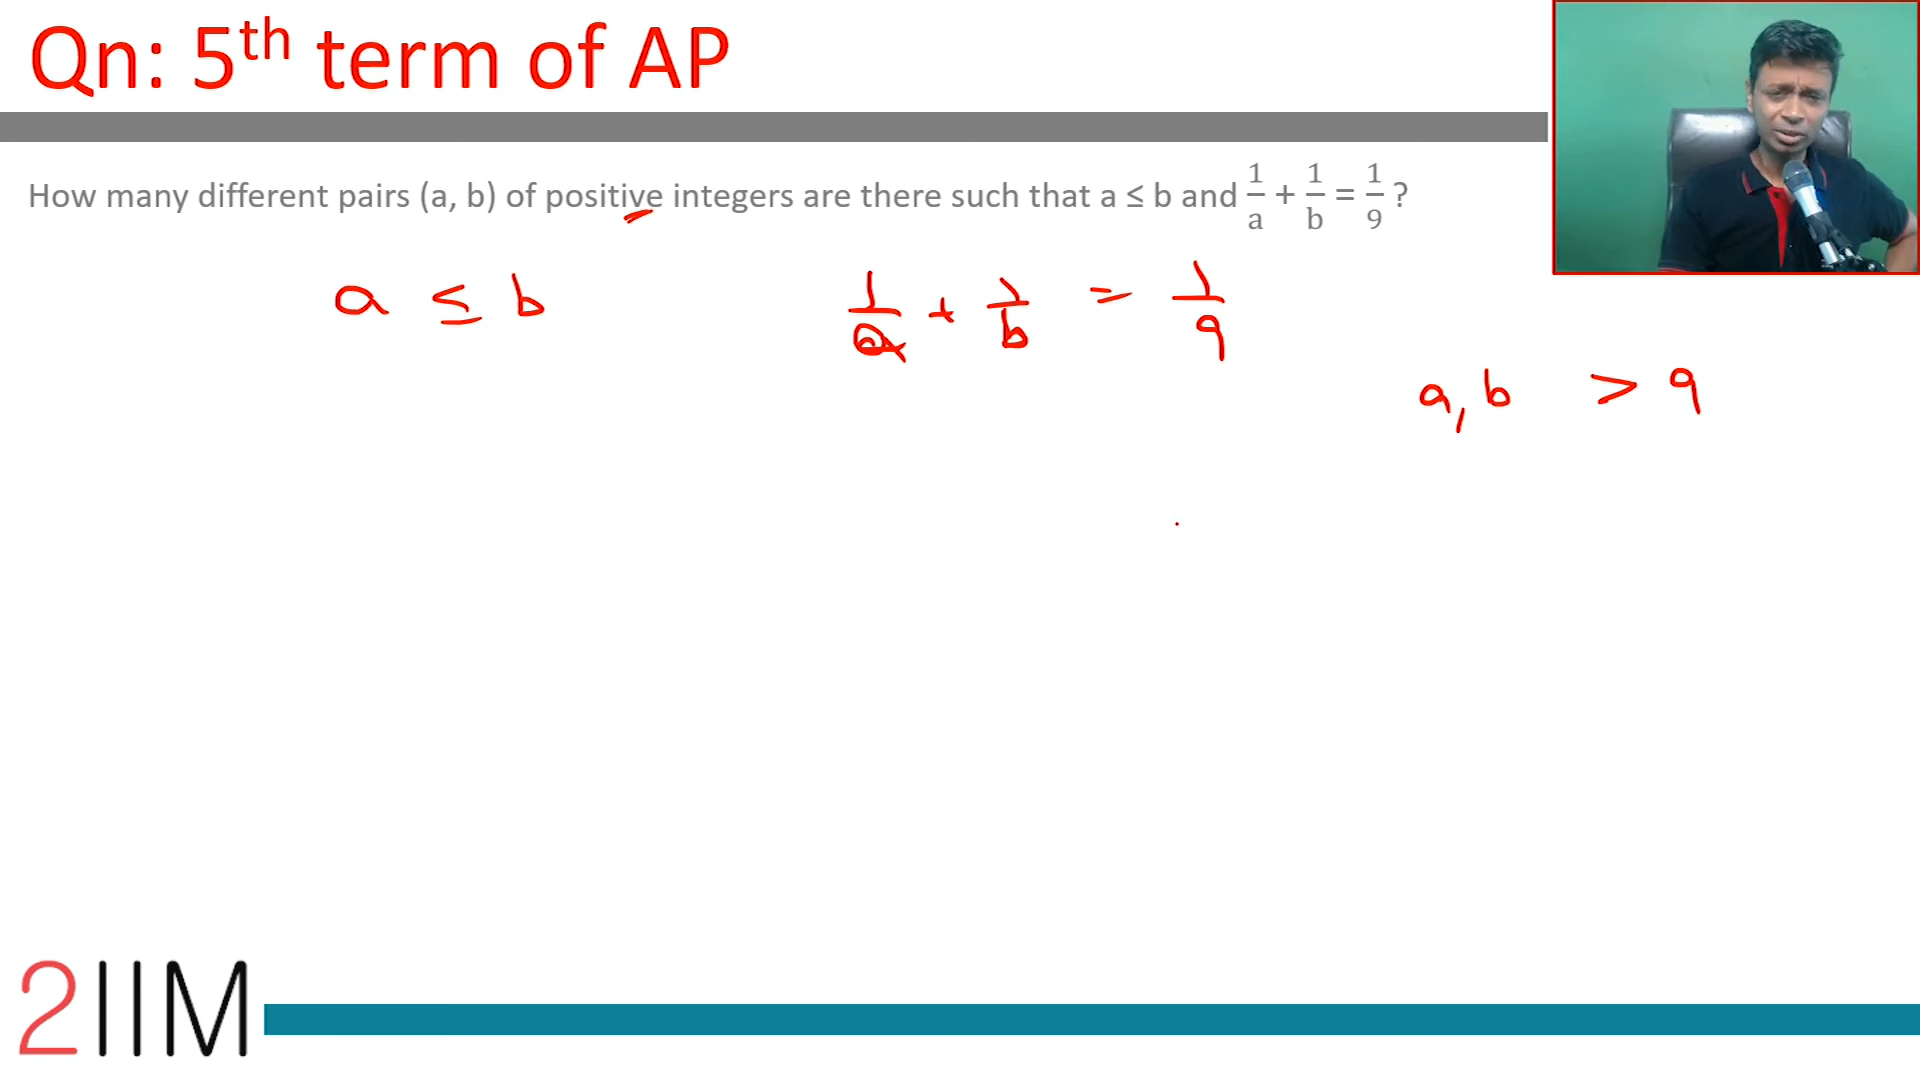 Qn: 5th term of AP
How many different pairs (a, b) of positive integers are there such that a ≤ b and 1/a + 1/b = 1/9 ?
a ≤ b
1/a + 1/b = 1/9
a, b > 9
2IIM